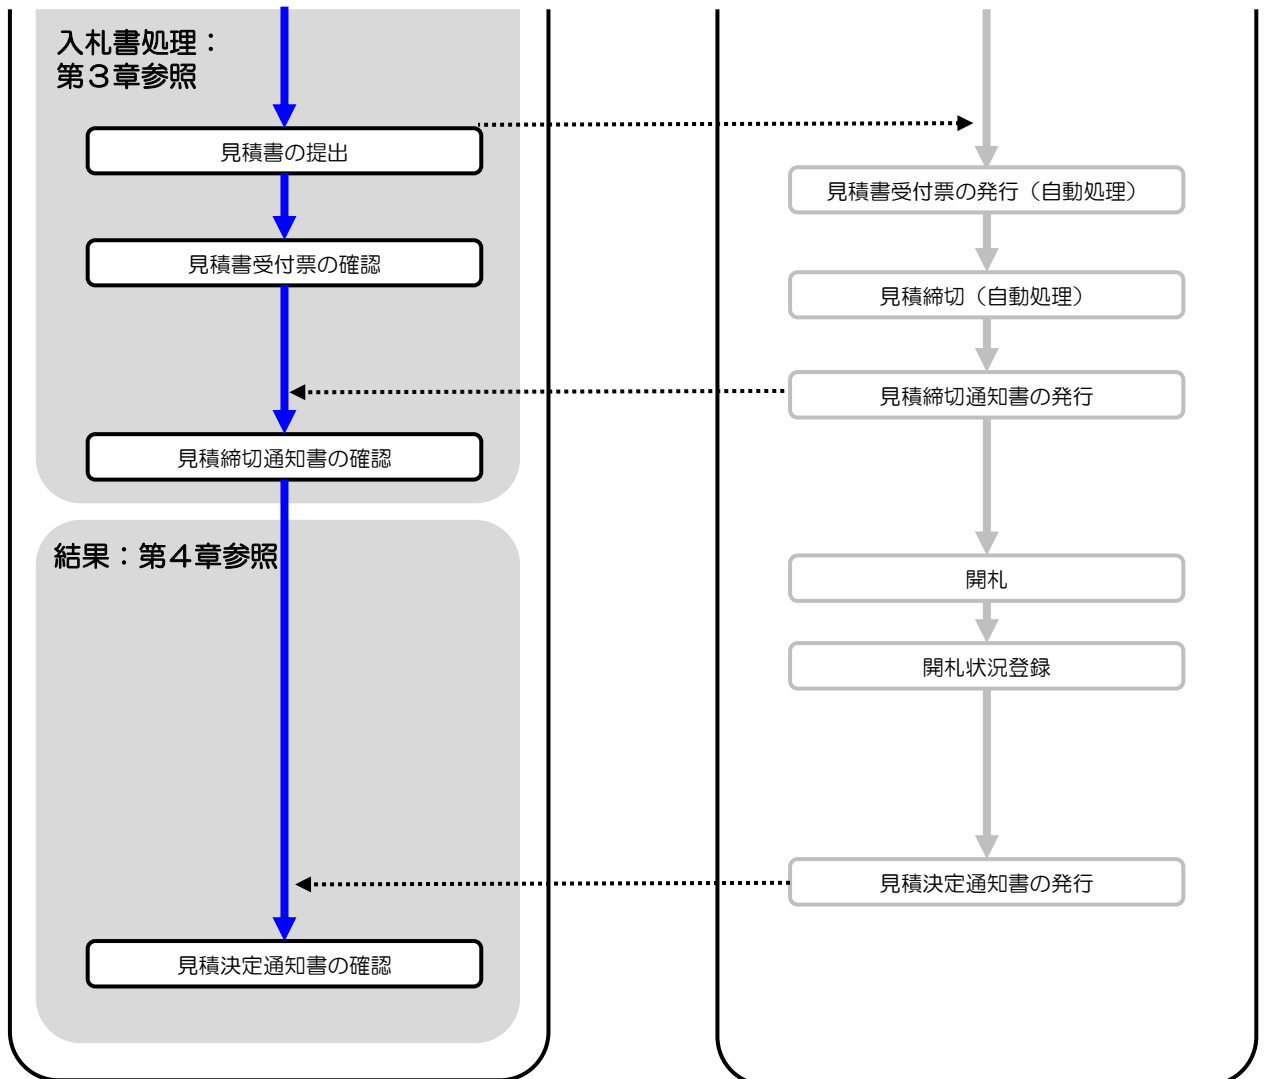 入札書処理：
第３章参照
見積書の提出
見積書受付票の確認
見積締切通知書の確認
結果：第４章参照
見積決定通知書の確認
見積書受付票の発行（自動処理）
見積締切（自動処理）
見積締切通知書の発行
開札
開札状況登録
見積決定通知書の発行